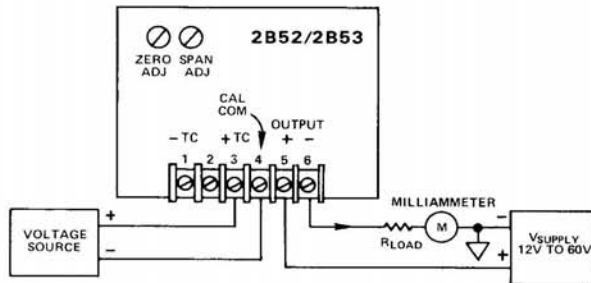 2B52/2B53
ZERO ADJ
SPAN ADJ
CAL COM
OUTPUT
– TC
+ TC
+
–
1 2 3 4 5 6
MILLIAMMETER
VOLTAGE SOURCE
+
–
RLOAD
M
–
+
VSUPPLY
12V TO 60V